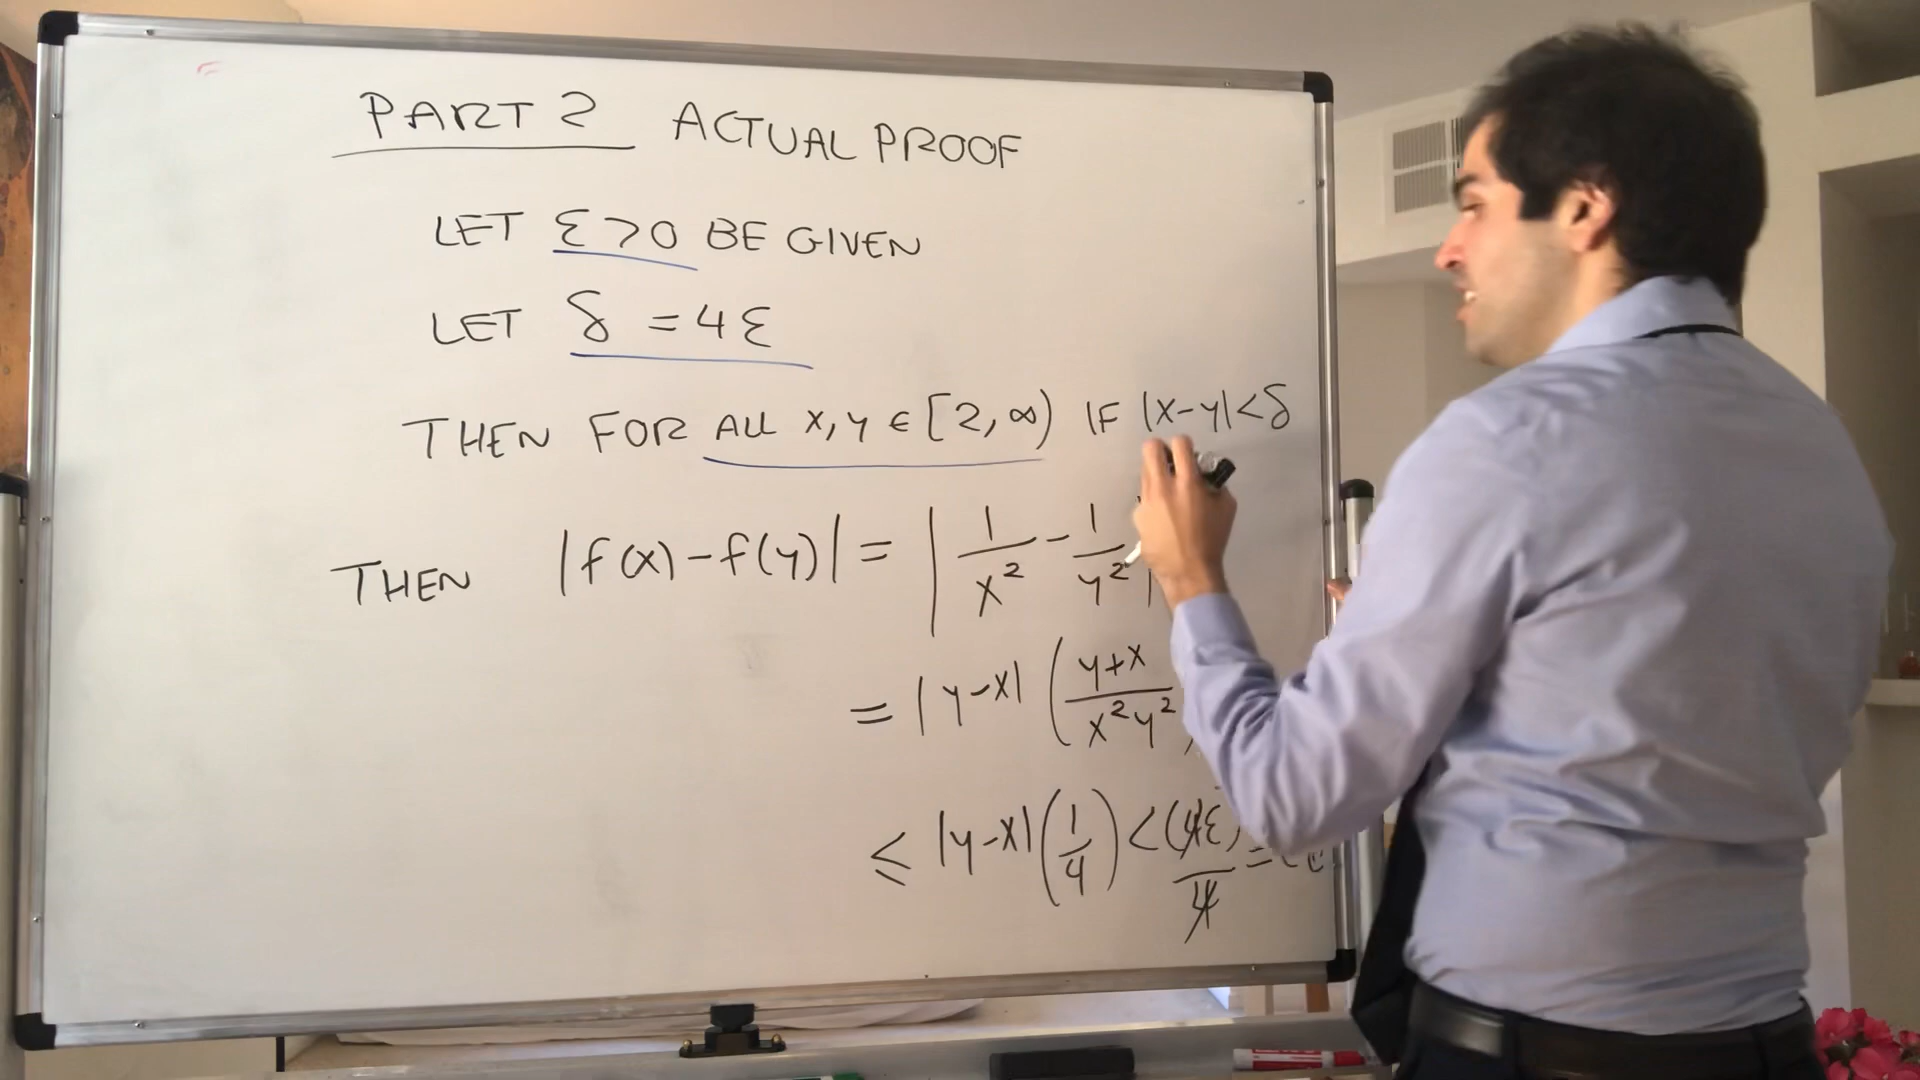 PART 2 ACTUAL PROOF
LET ε>0 BE GIVEN
LET δ = 4ε
THEN FOR ALL x,y ∈ [2,∞) IF |x-y|<δ
THEN |f(x)-f(y)| = | 1/x² - 1/y² |
= |y-x| ( y+x / x²y² )
≤ |y-x| (1/4) < (4ε)/4 = ε